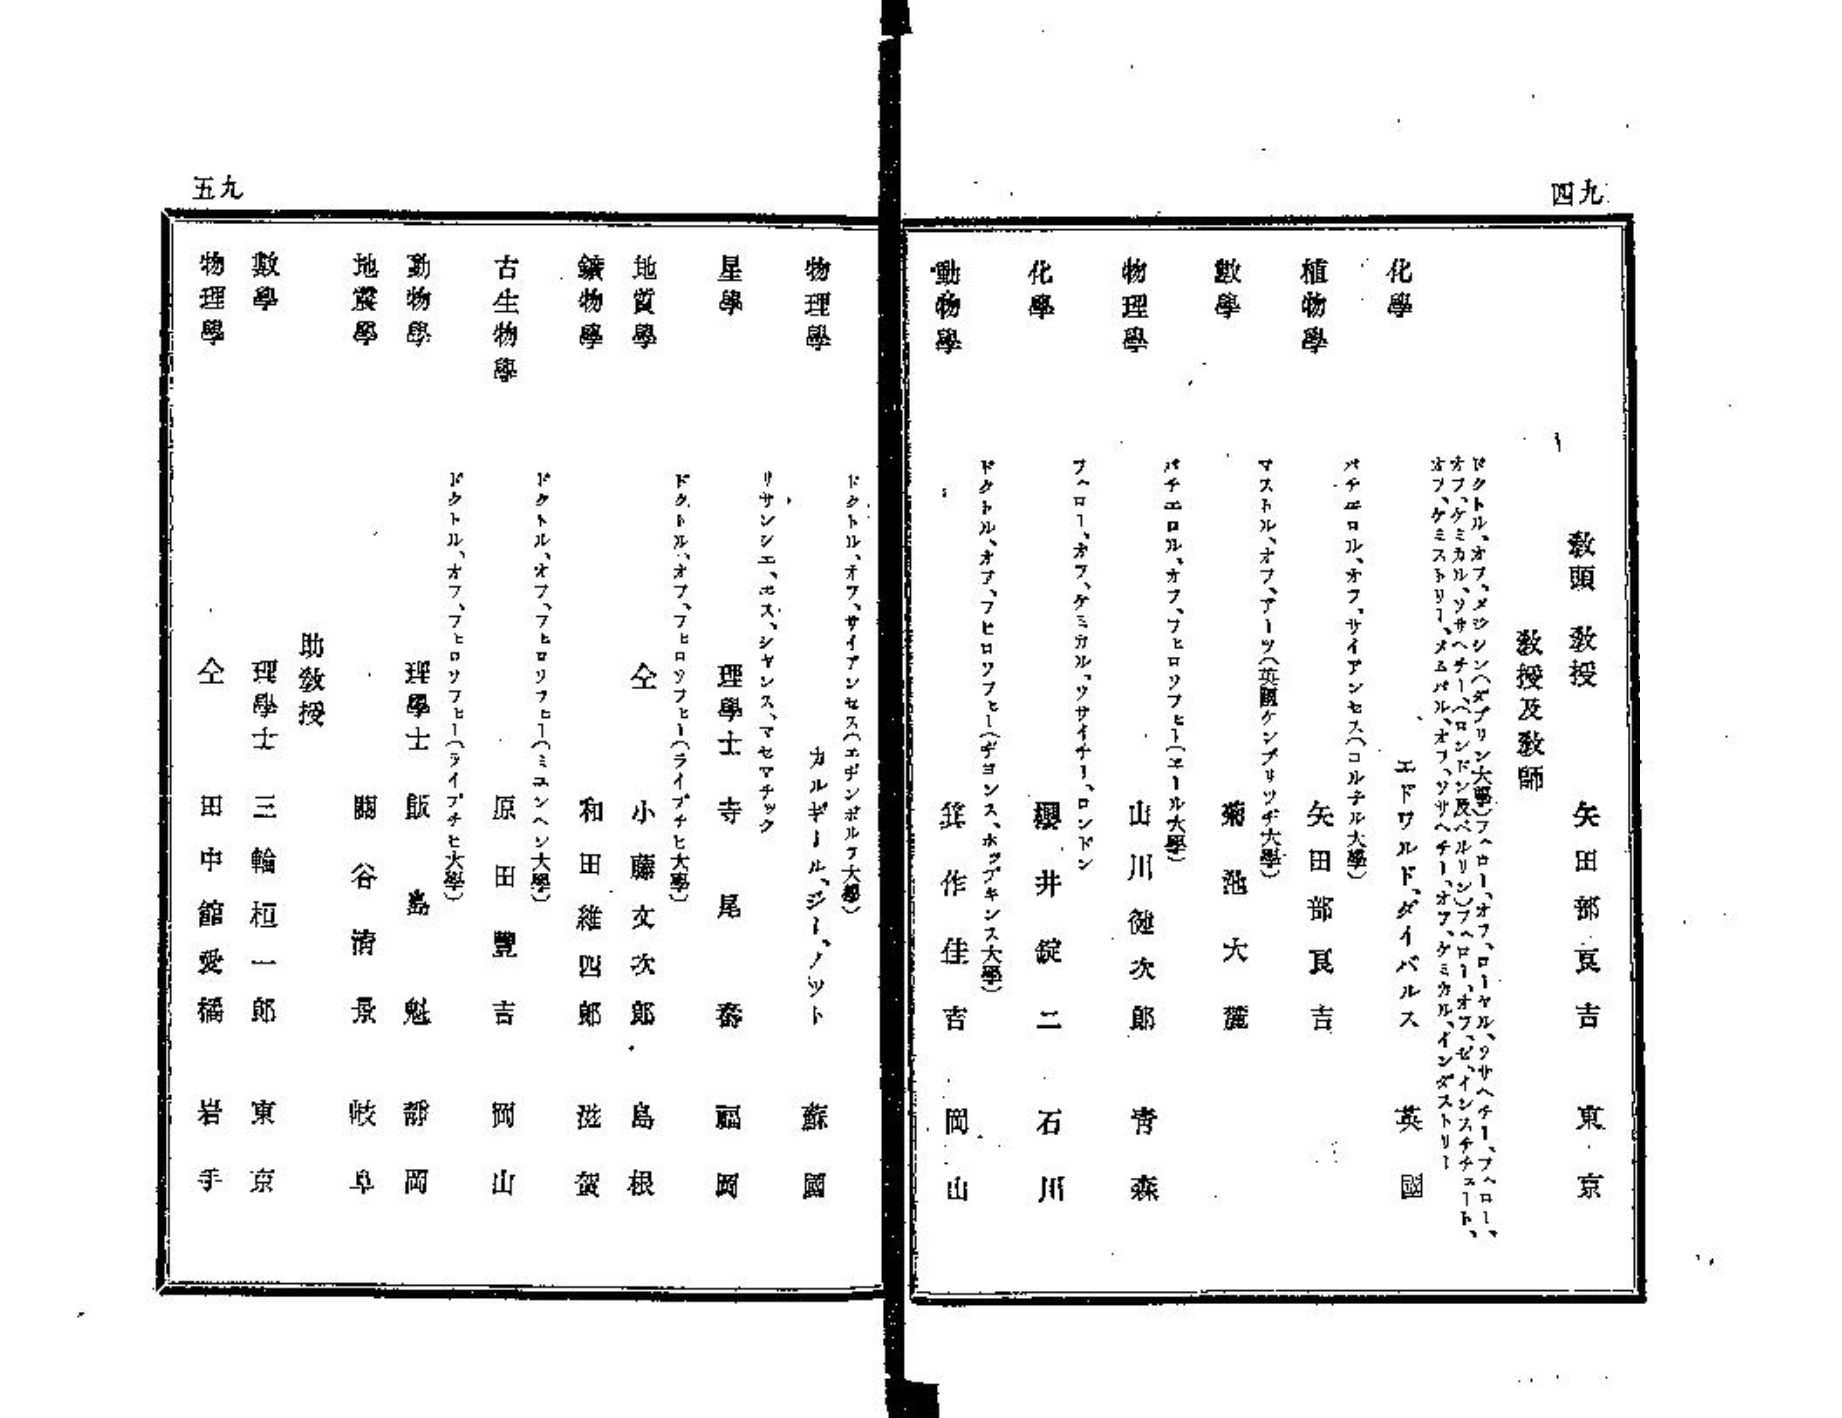 四九
教頭 教授 矢田部良吉 東京
教授及教師
ドクトル、オフ、メヂシン(ダブリン大學)フヘロー、オフ、ローヤル、ソサヘチー、フヘロー、
オフ、ケミカル、ソサヘチー、(ロンドン及ベルリン)フヘロー、オフ、ゼ、インスチチュート、
オフ、ケミストリー、メムバル、オフ、ソサヘチー、オフ、ケミカル、インダストリー
化學 エドワルド、ダイバルス 英國
バチエロル、オフ、サイアンセス(コルチル大學)
植物學 矢田部良吉
マストル、オフ、アーツ(英國ケンブリッヂ大學)
數學 菊池大麓
バチエロル、オフ、フヒロソフヒー(エール大學)
物理學 山川健次郎 青森
フヘロー、オフ、ケミカル、ソサイチー、ロンドン
化學 櫻井錠二 石川
ドクトル、オフ、フヒロソフヒー(ヂヨンス、ホップキンス大學)
動物學 箕作佳吉 岡山
五九
ドクトル、オフ、サイアンセス(エヂンボルフ大學)
物理學 カルギール、ジー、ノット 蘇國
リサンシエ、エス、シヤンス、マセマチック
星學 理學士 寺尾壽 福岡
ドクトル、オフ、フヒロソフヒー(ライプチヒ大學)
地質學 仝 小藤文次郎 島根
鑛物學 和田維四郎 滋賀
ドクトル、オフ、フヒロソフヒー(ミユンヘン大學)
古生物學 原田豐吉 岡山
ドクトル、オフ、フヒロソフヒー(ライプチヒ大學)
動物學 理學士 飯島魁 靜岡
地震學 關谷清景 岐阜
助教授
數學 理學士 三輪桓一郎 東京
物理學 仝 田中館愛橘 岩手